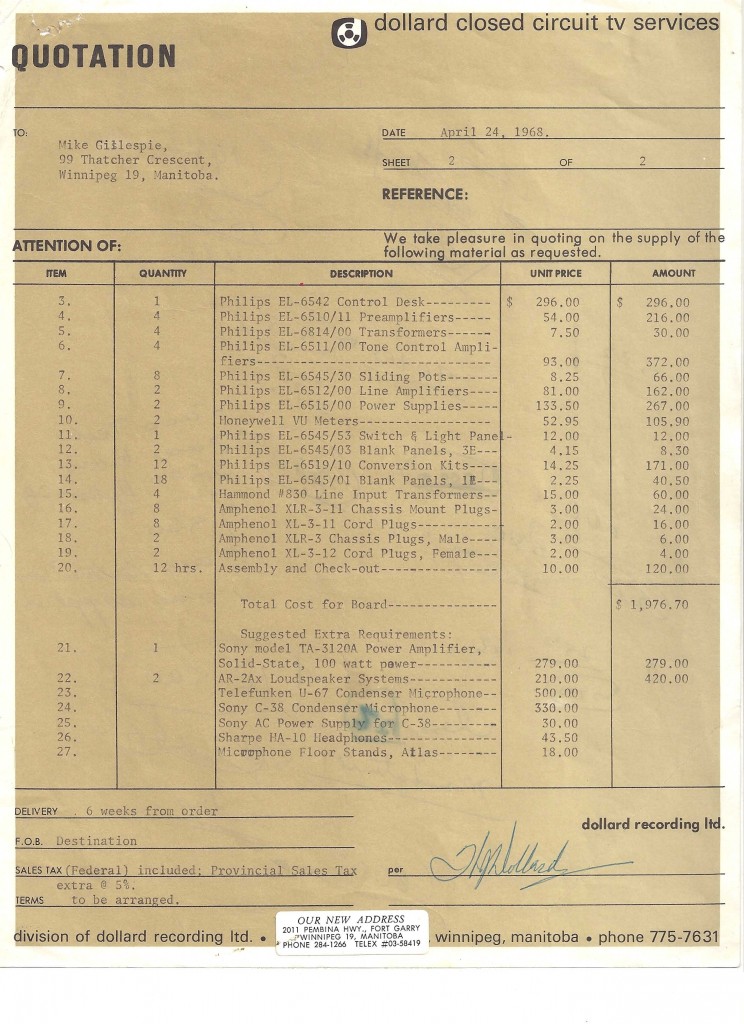 dollard closed circuit tv services
QUOTATION
TO:
Mike Gillespie,
99 Thatcher Crescent,
Winnipeg 19, Manitoba.
DATE April 24, 1968.
SHEET 2 OF 2
REFERENCE:
ATTENTION OF:
We take pleasure in quoting on the supply of the
following material as requested.
ITEM QUANTITY DESCRIPTION UNIT PRICE AMOUNT
3. 1 Philips EL-6542 Control Desk--------- $ 296.00 $ 296.00
4. 4 Philips EL-6510/11 Preamplifiers----- 54.00 216.00
5. 4 Philips EL-6814/00 Transformers------ 7.50 30.00
6. 4 Philips EL-6511/00 Tone Control Ampli-
fiers--------------------------------- 93.00 372.00
7. 8 Philips EL-6545/30 Sliding Pots------- 8.25 66.00
8. 2 Philips EL-6512/00 Line Amplifiers---- 81.00 162.00
9. 2 Philips EL-6515/00 Power Supplies----- 133.50 267.00
10. 2 Honeywell VU Meters------------------- 52.95 105.90
11. 1 Philips EL-6545/53 Switch & Light Panel- 12.00 12.00
12. 2 Philips EL-6545/03 Blank Panels, 3E--- 4.15 8.30
13. 12 Philips EL-6519/10 Conversion Kits---- 14.25 171.00
14. 18 Philips EL-6545/01 Blank Panels, 1E--- 2.25 40.50
15. 4 Hammond #830 Line Input Transformers-- 15.00 60.00
16. 8 Amphenol XLR-3-11 Chassis Mount Plugs- 3.00 24.00
17. 8 Amphenol XL-3-11 Cord Plugs----------- 2.00 16.00
18. 2 Amphenol XLR-3 Chassis Plugs, Male---- 3.00 6.00
19. 2 Amphenol XL-3-12 Cord Plugs, Female--- 2.00 4.00
20. 12 hrs. Assembly and Check-out---------------- 10.00 120.00
Total Cost for Board--------------- $ 1,976.70
Suggested Extra Requirements:
21. 1 Sony model TA-3120A Power Amplifier,
Solid-State, 100 watt power---------- 279.00 279.00
22. 2 AR-2Ax Loudspeaker Systems----------- 210.00 420.00
23. Telefunken U-67 Condenser Microphone-- 500.00
24. Sony C-38 Condenser Microphone-------- 330.00
25. Sony AC Power Supply for C-38-------- 30.00
26. Sharpe HA-10 Headphones-------------- 43.50
27. Microphone Floor Stands, Atlas-------- 18.00
DELIVERY 6 weeks from order
F.O.B. Destination
SALES TAX (Federal) included; Provincial Sales Tax
extra @ 5%.
TERMS to be arranged.
dollard recording ltd.
per
OUR NEW ADDRESS
2011 PEMBINA HWY., FORT GARRY
WINNIPEG 19, MANITOBA
PHONE 284-1266 TELEX #03-58419
division of dollard recording ltd. • , winnipeg, manitoba • phone 775-7631